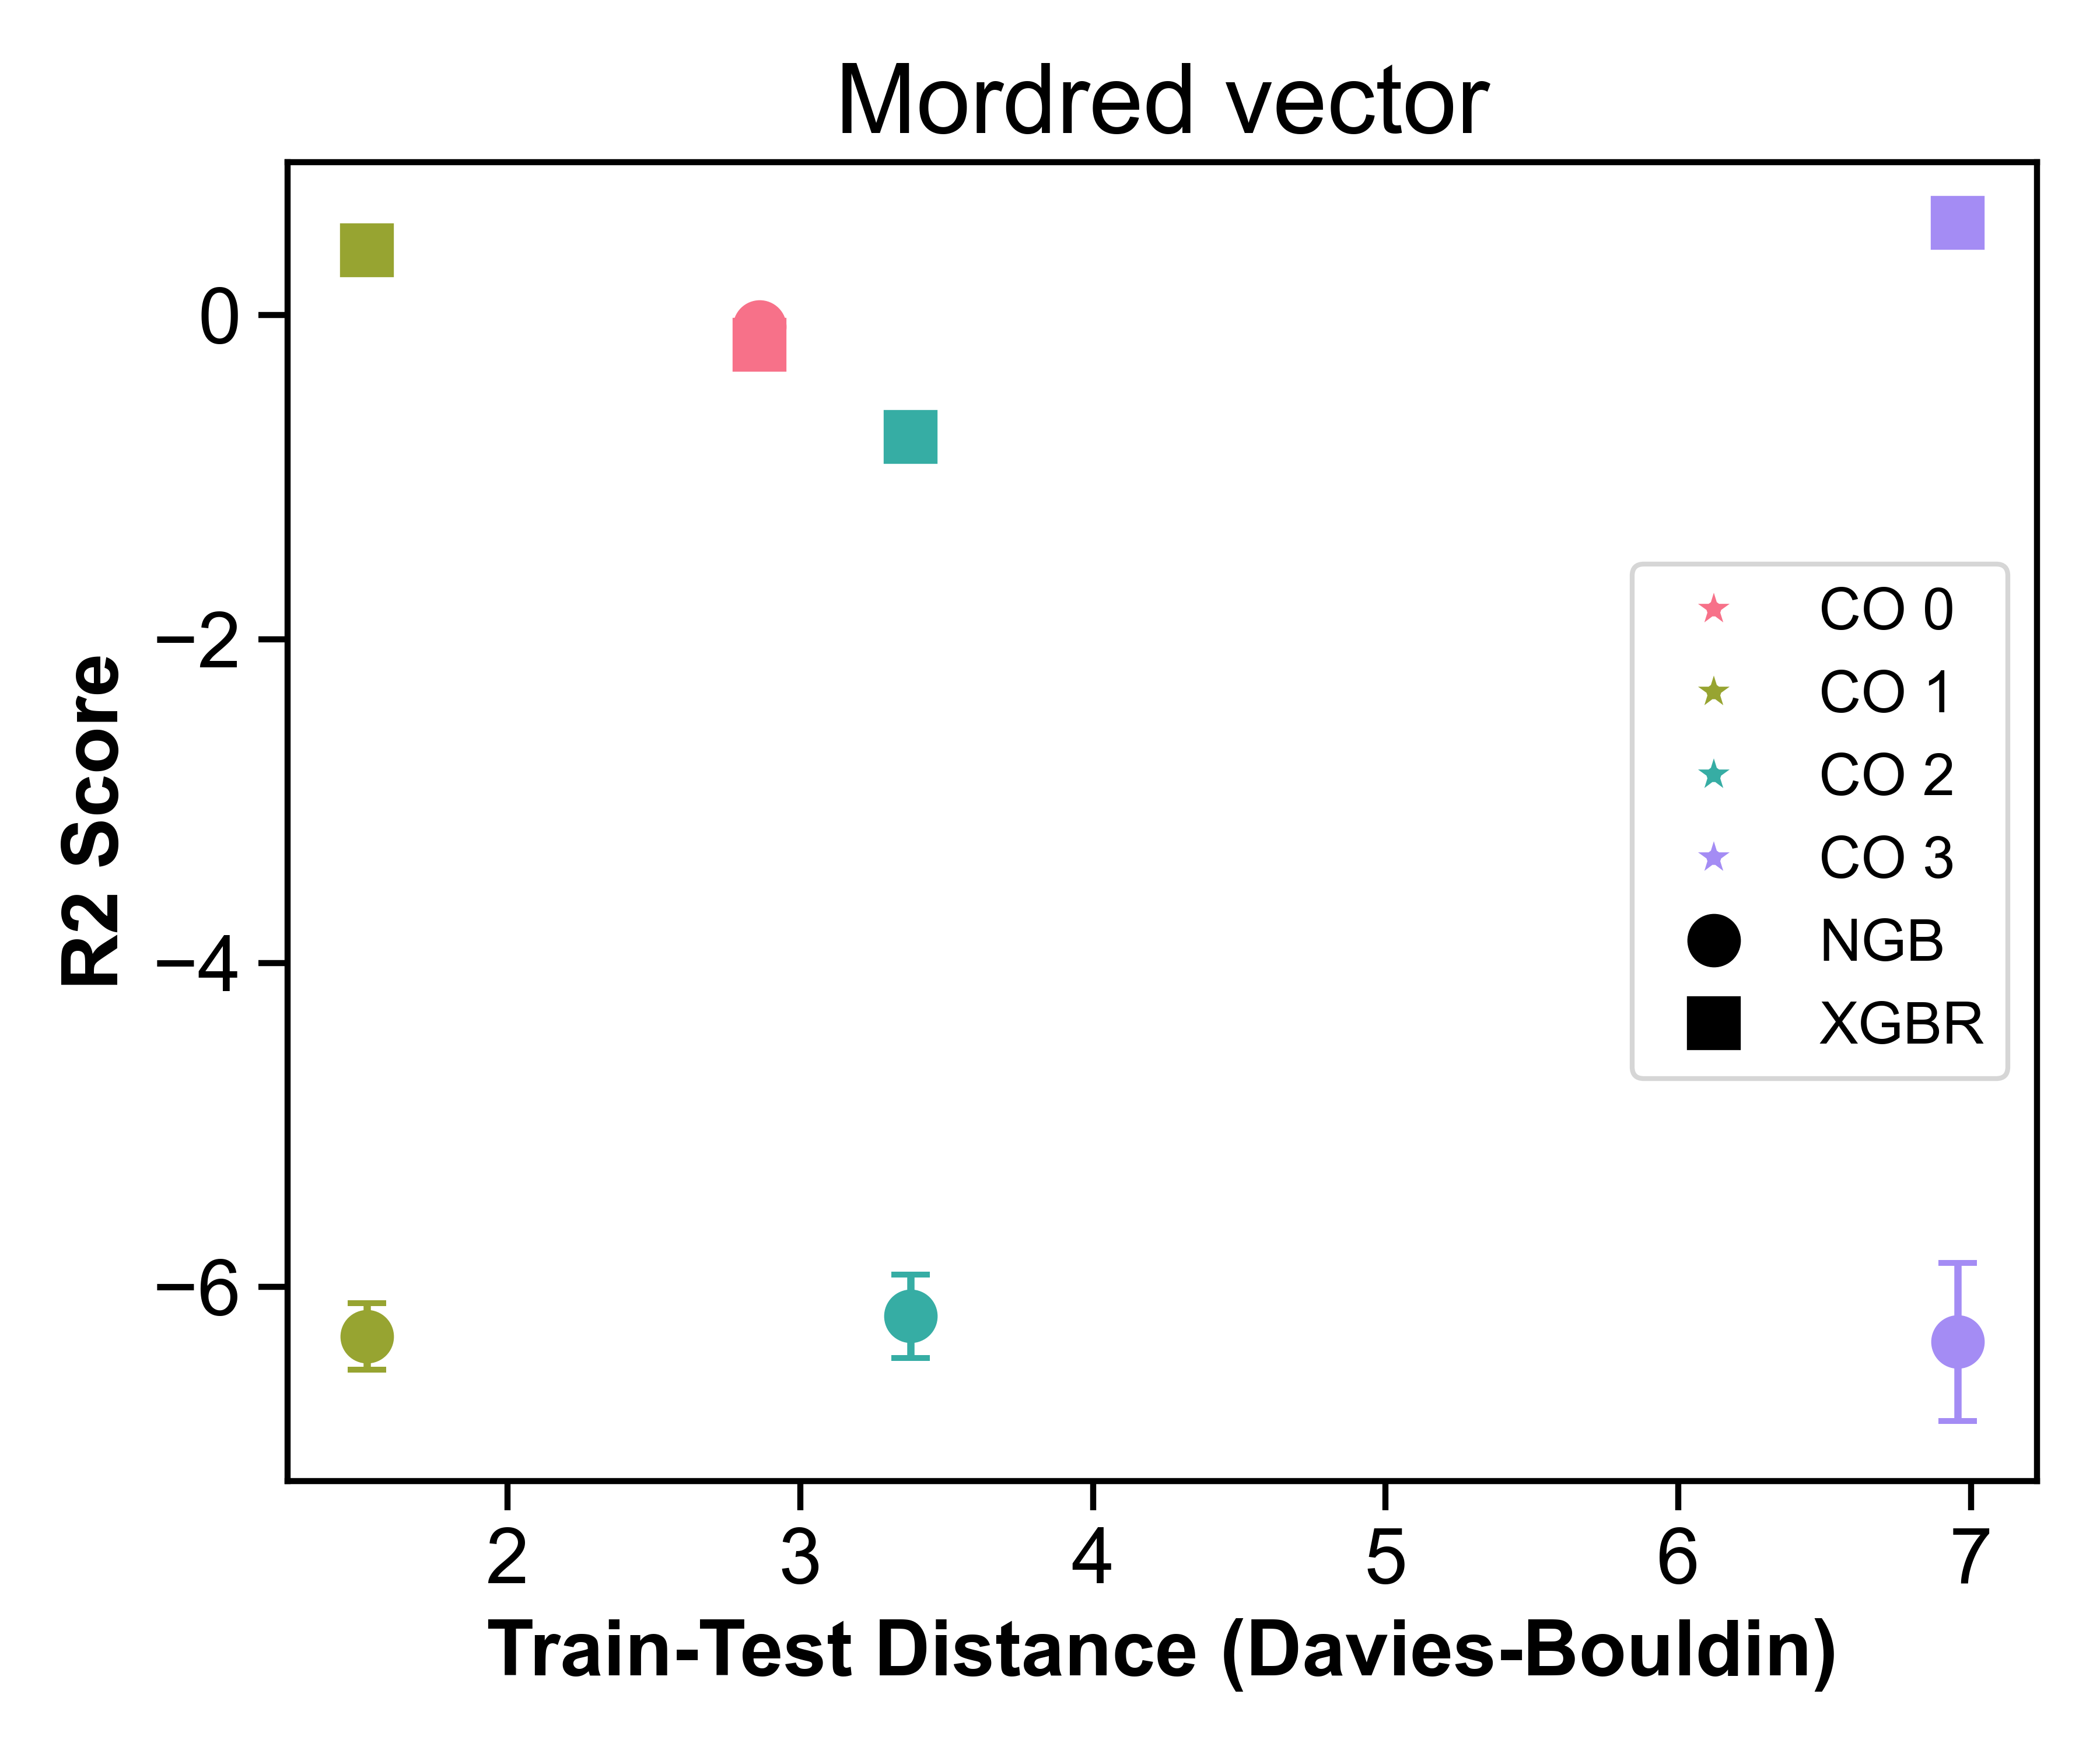 Mordred vector
R2 Score
0
−2
−4
−6
CO 0
CO 1
CO 2
CO 3
NGB
XGBR
2 3 4 5 6 7
Train-Test Distance (Davies-Bouldin)